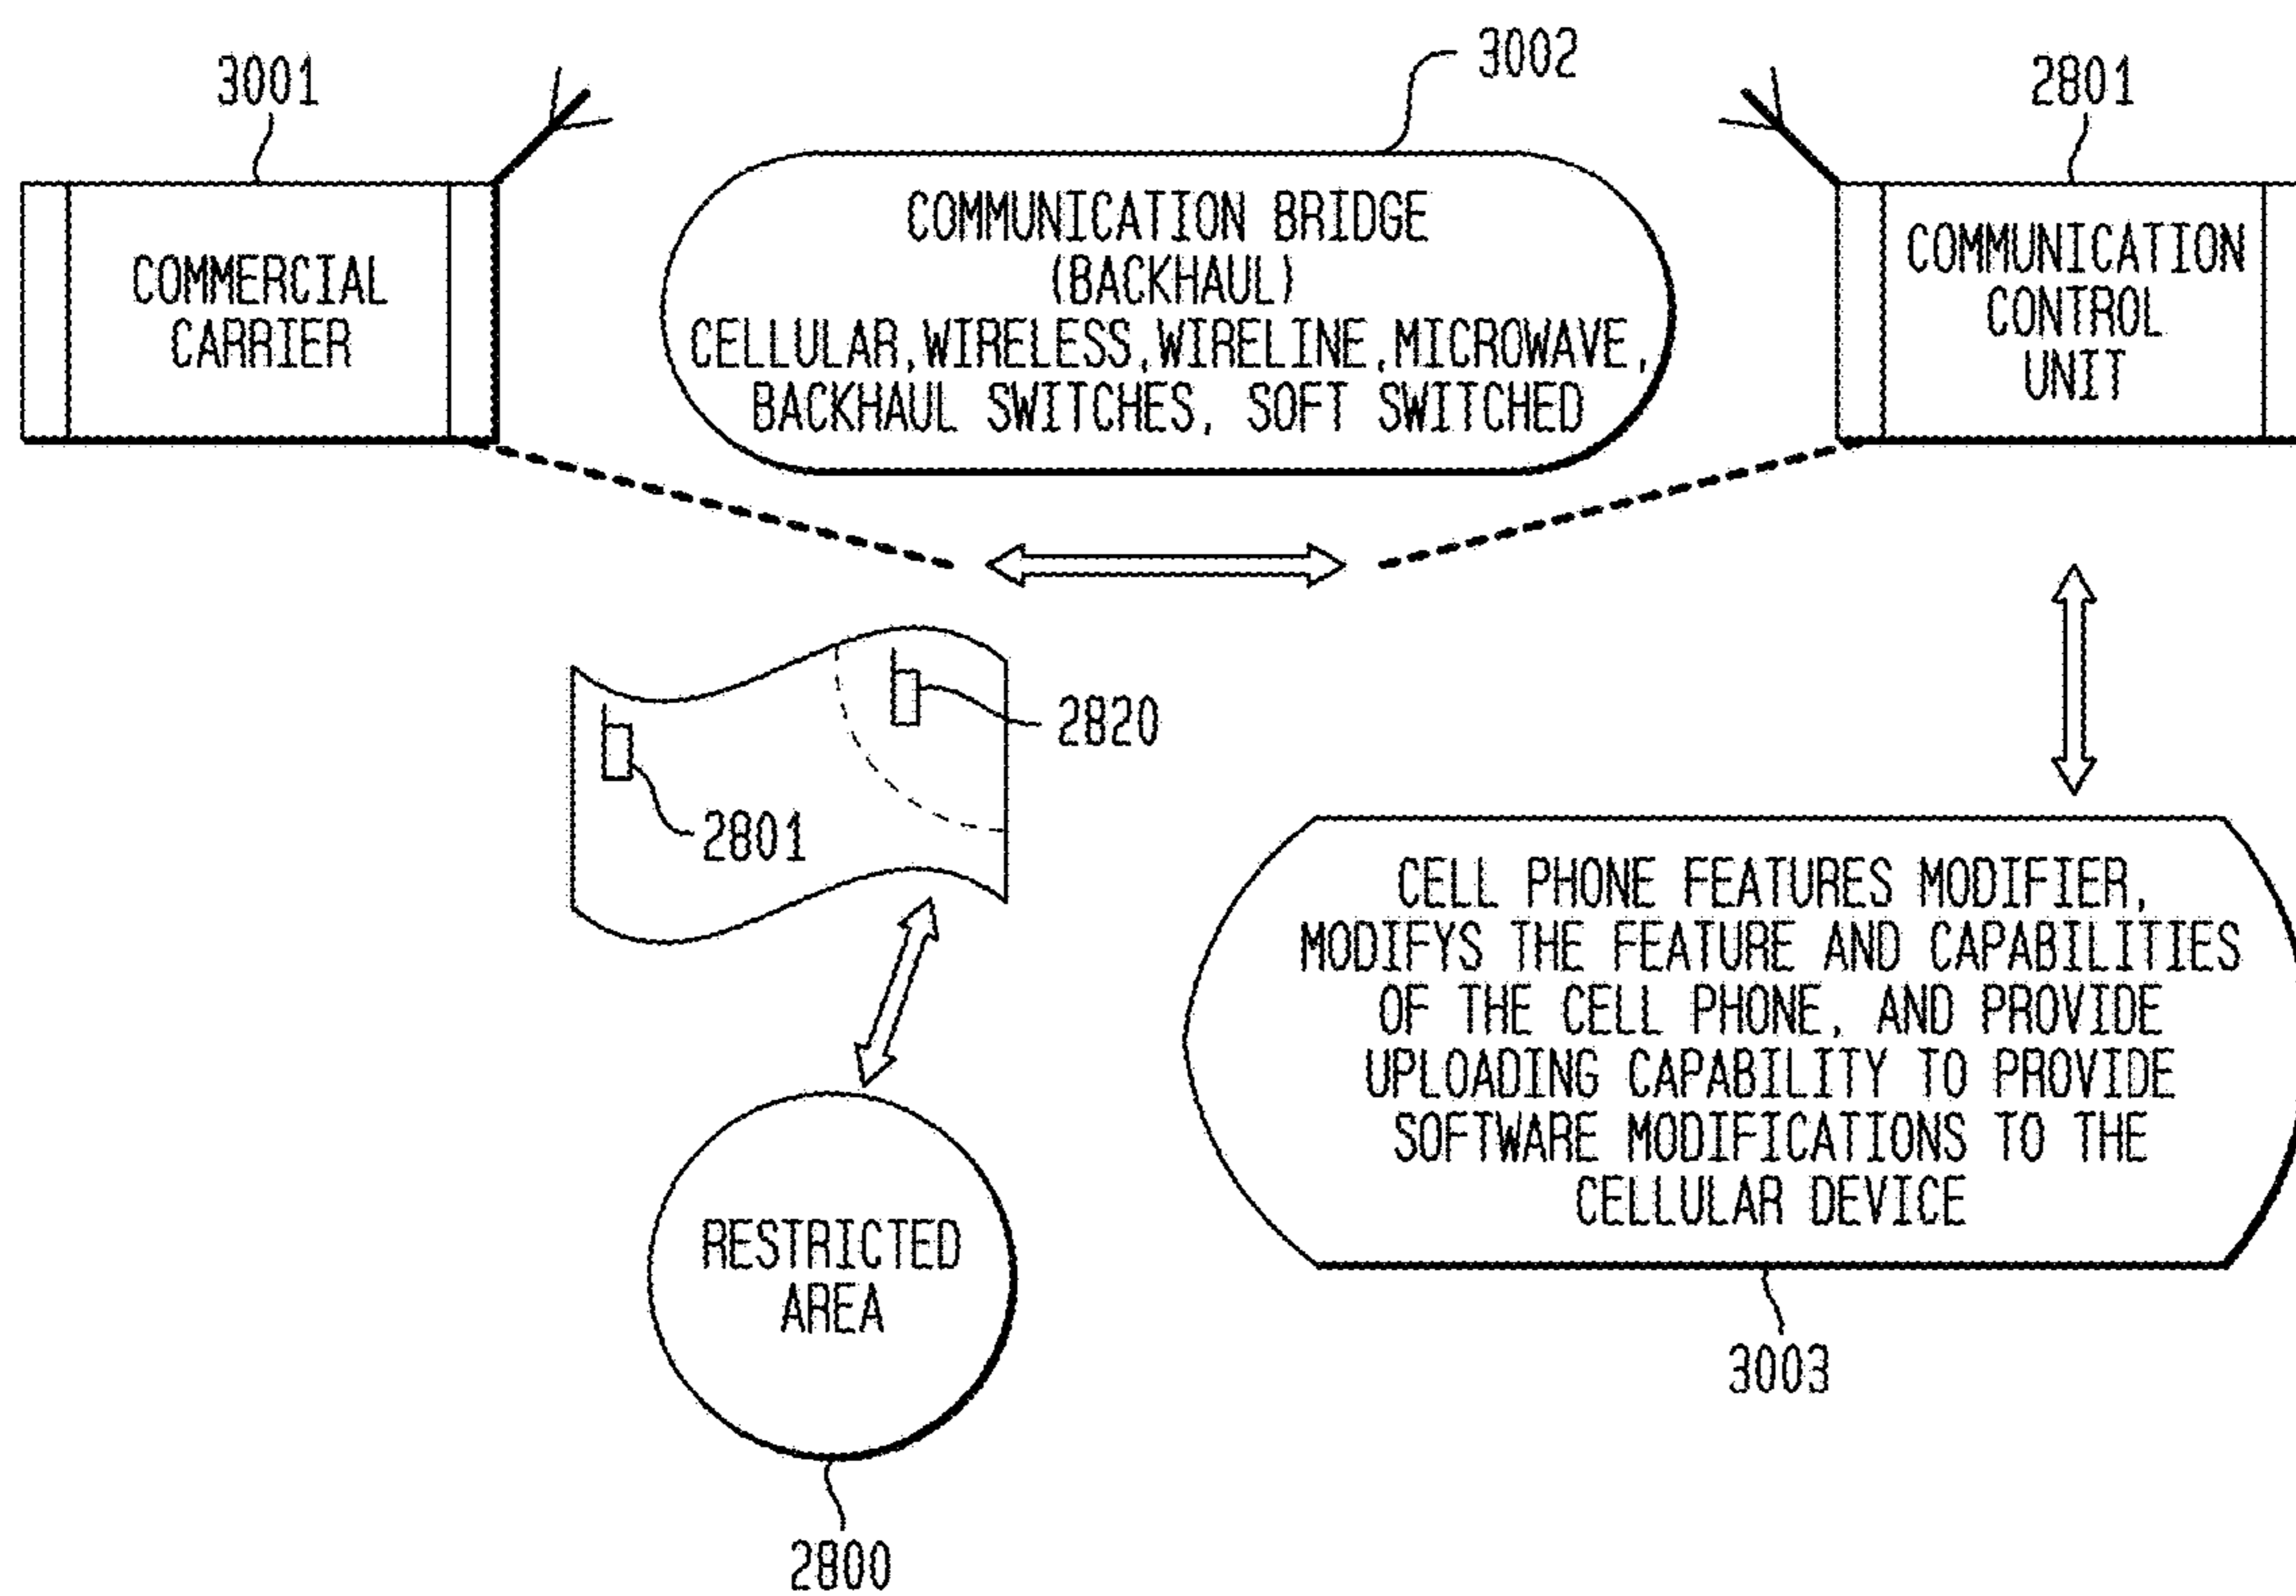 3001
3002
2801
COMMERCIAL
CARRIER
COMMUNICATION BRIDGE
(BACKHAUL)
CELLULAR,WIRELESS,WIRELINE,MICROWAVE,
BACKHAUL SWITCHES, SOFT SWITCHED
COMMUNICATION
CONTROL
UNIT
2820
2801
CELL PHONE FEATURES MODIFIER,
MODIFYS THE FEATURE AND CAPABILITIES
OF THE CELL PHONE, AND PROVIDE
UPLOADING CAPABILITY TO PROVIDE
SOFTWARE MODIFICATIONS TO THE
CELLULAR DEVICE
RESTRICTED
AREA
3003
2800